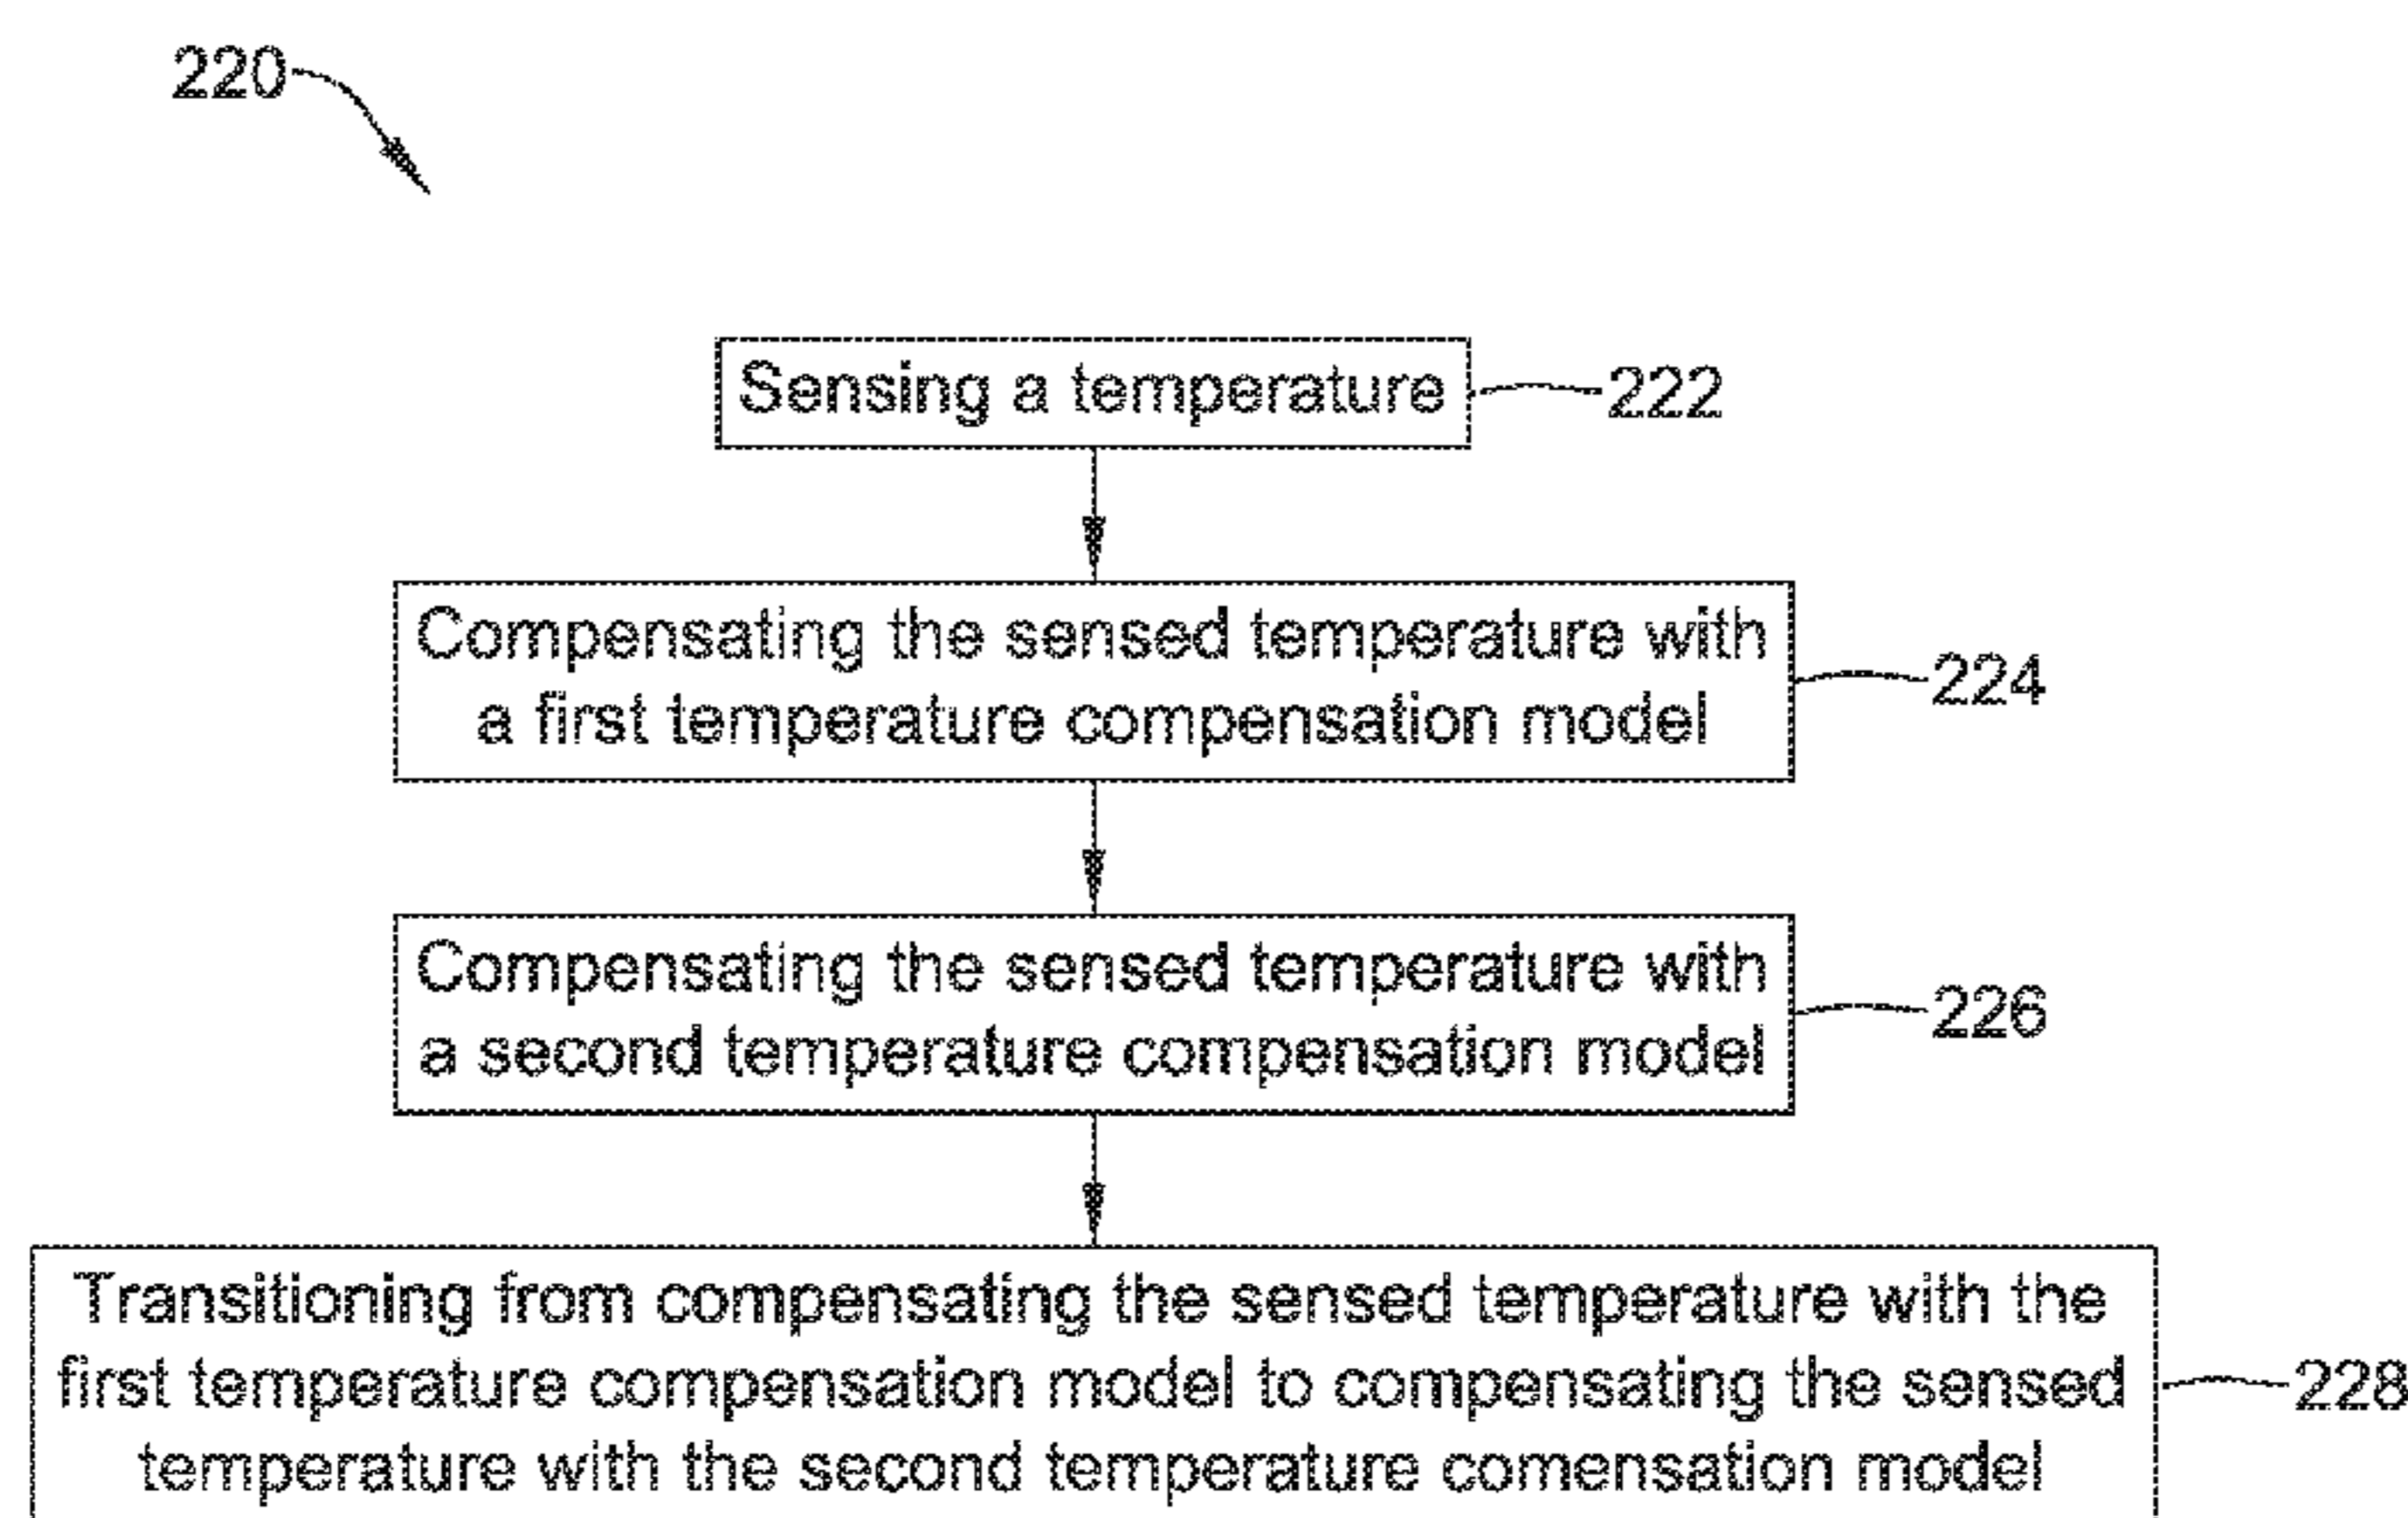 220
Sensing a temperature
222
Compensating the sensed temperature with
a first temperature compensation model
224
Compensating the sensed temperature with
a second temperature compensation model
226
Transitioning from compensating the sensed temperature with the
first temperature compensation model to compensating the sensed
temperature with the second temperature comensation model
228